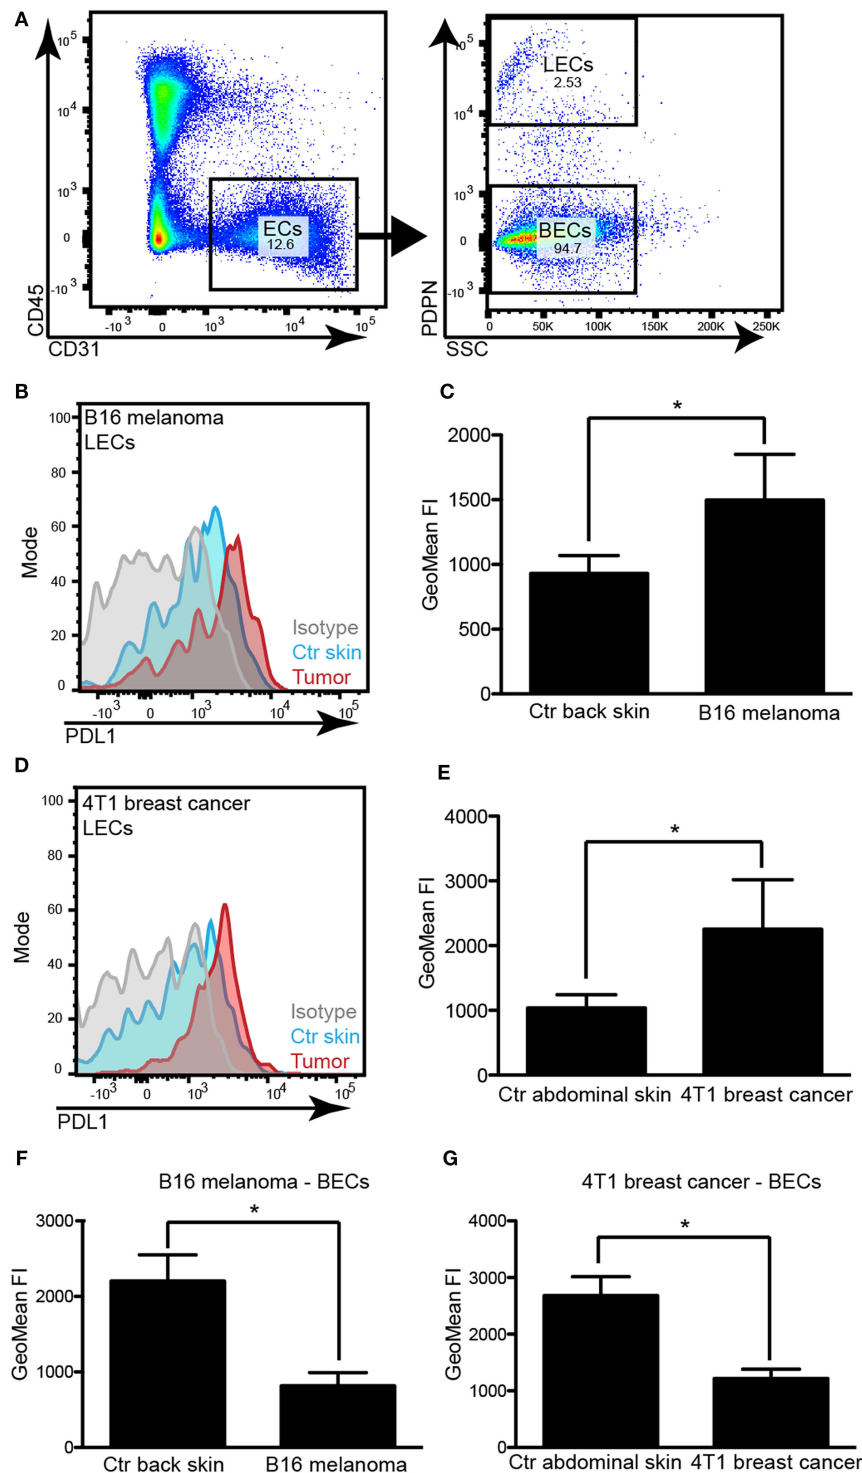 A
10^5
10^4
10^3
0
-10^3
CD45
ECs
12.6
-10^3 0 10^3 10^4 10^5
CD31
10^5
10^4
10^3
0
-10^3
PDPN
LECs
2.53
BECs
94.7
0 50K 100K 150K 200K 250K
SSC
B
100
80
60
40
20
0
Mode
B16 melanoma
LECs
Isotype
Ctr skin
Tumor
-10^3 0 10^3 10^4 10^5
PDL1
C
*
2000
1500
1000
500
0
GeoMean FI
Ctr back skin B16 melanoma
D
100
80
60
40
20
0
Mode
4T1 breast cancer
LECs
Isotype
Ctr skin
Tumor
-10^3 0 10^3 10^4 10^5
PDL1
E
*
4000
3000
2000
1000
0
GeoMean FI
Ctr abdominal skin 4T1 breast cancer
F
B16 melanoma - BECs
*
3000
2000
1000
0
GeoMean FI
Ctr back skin B16 melanoma
G
4T1 breast cancer - BECs
*
4000
3000
2000
1000
0
GeoMean FI
Ctr abdominal skin 4T1 breast cancer